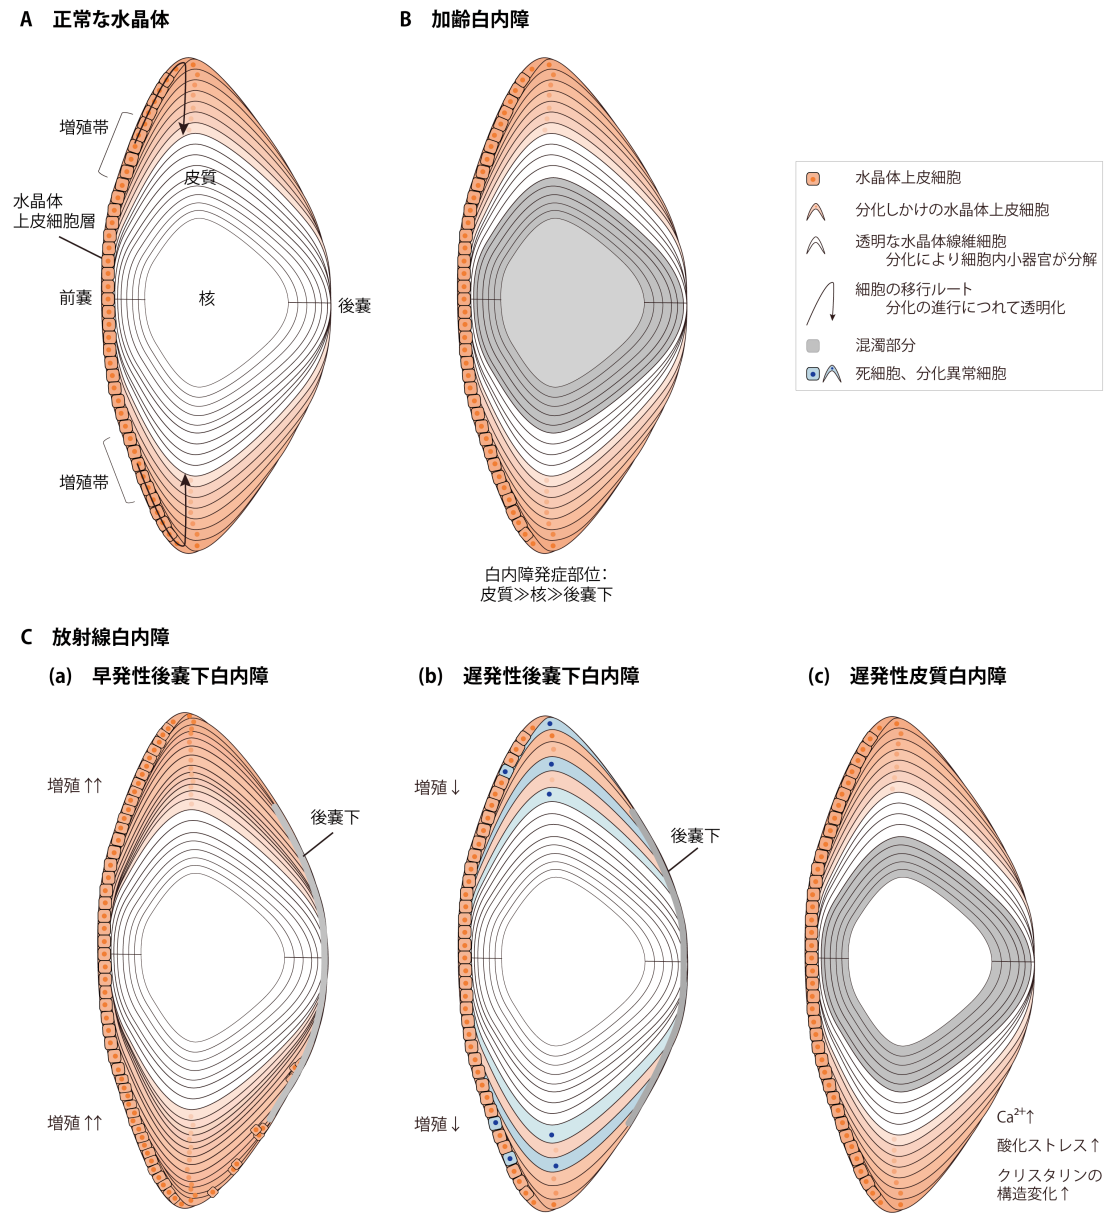 A 正常な水晶体
B 加齢白内障
増殖帯
皮質
水晶体
上皮細胞層
前嚢
核
後嚢
増殖帯
水晶体上皮細胞
分化しかけの水晶体上皮細胞
透明な水晶体線維細胞
分化により細胞内小器官が分解
細胞の移行ルート
分化の進行につれて透明化
混濁部分
死細胞、分化異常細胞
白内障発症部位：
皮質≫核≫後嚢下
C 放射線白内障
(a) 早発性後嚢下白内障
(b) 遅発性後嚢下白内障
(c) 遅発性皮質白内障
増殖↑↑
後嚢下
増殖↑↑
増殖↓
後嚢下
増殖↓
Ca²⁺↑
酸化ストレス↑
クリスタリンの
構造変化↑